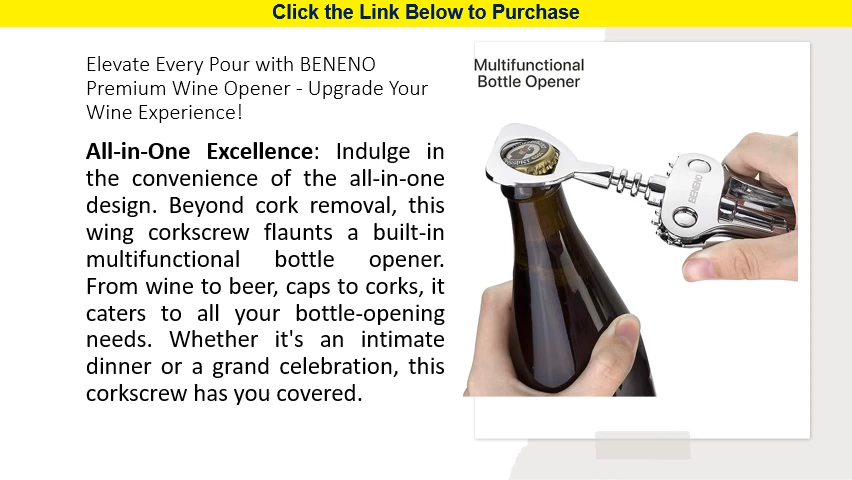 Click the Link Below to Purchase
Elevate Every Pour with BENENO
Premium Wine Opener - Upgrade Your
Wine Experience!
All-in-One Excellence: Indulge in
the convenience of the all-in-one
design. Beyond cork removal, this
wing corkscrew flaunts a built-in
multifunctional bottle opener.
From wine to beer, caps to corks, it
caters to all your bottle-opening
needs. Whether it's an intimate
dinner or a grand celebration, this
corkscrew has you covered.
Multifunctional
Bottle Opener
BENENO